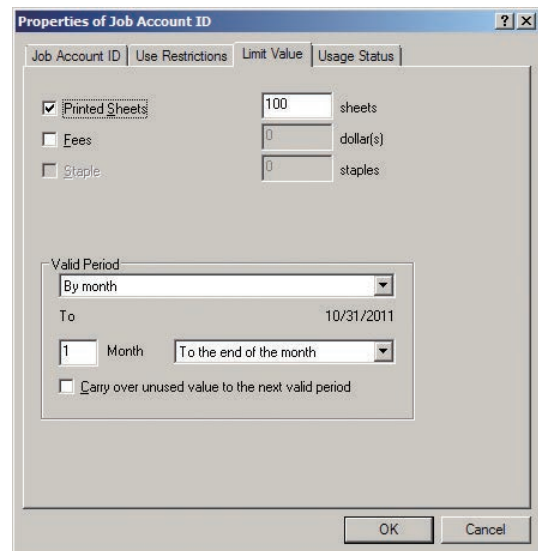 Properties of Job Account ID
Job Account ID Use Restrictions Limit Value Usage Status
Printed Sheets 100 sheets
Fees 0 dollar(s)
Staple 0 staples
Valid Period
By month
To 10/31/2011
1 Month To the end of the month
Carry over unused value to the next valid period
OK Cancel